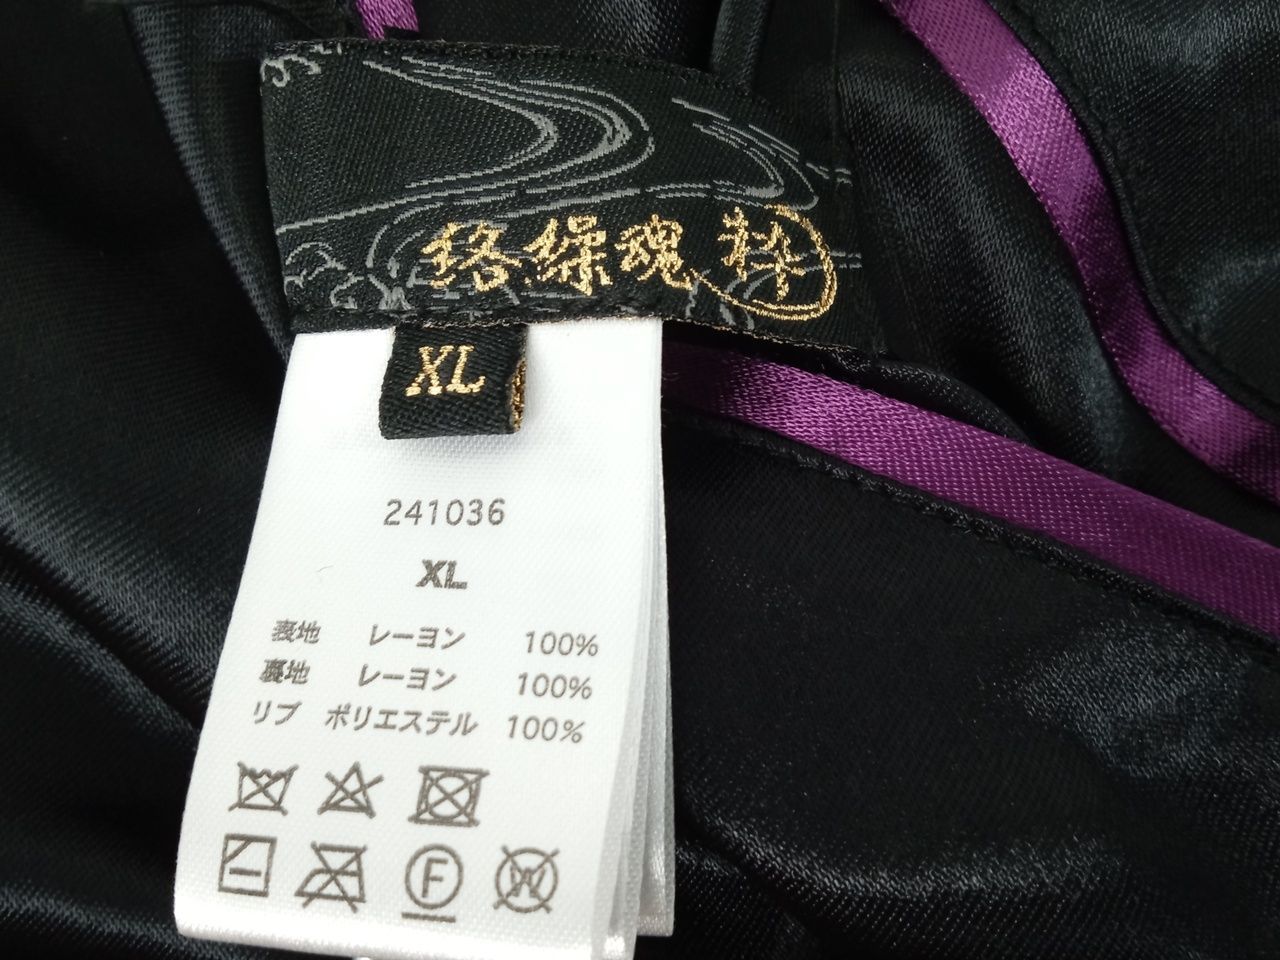 絡繰魂 粋
XL
241036
XL
表地 レーヨン 100%
裏地 レーヨン 100%
リブ ポリエステル 100%
F
W